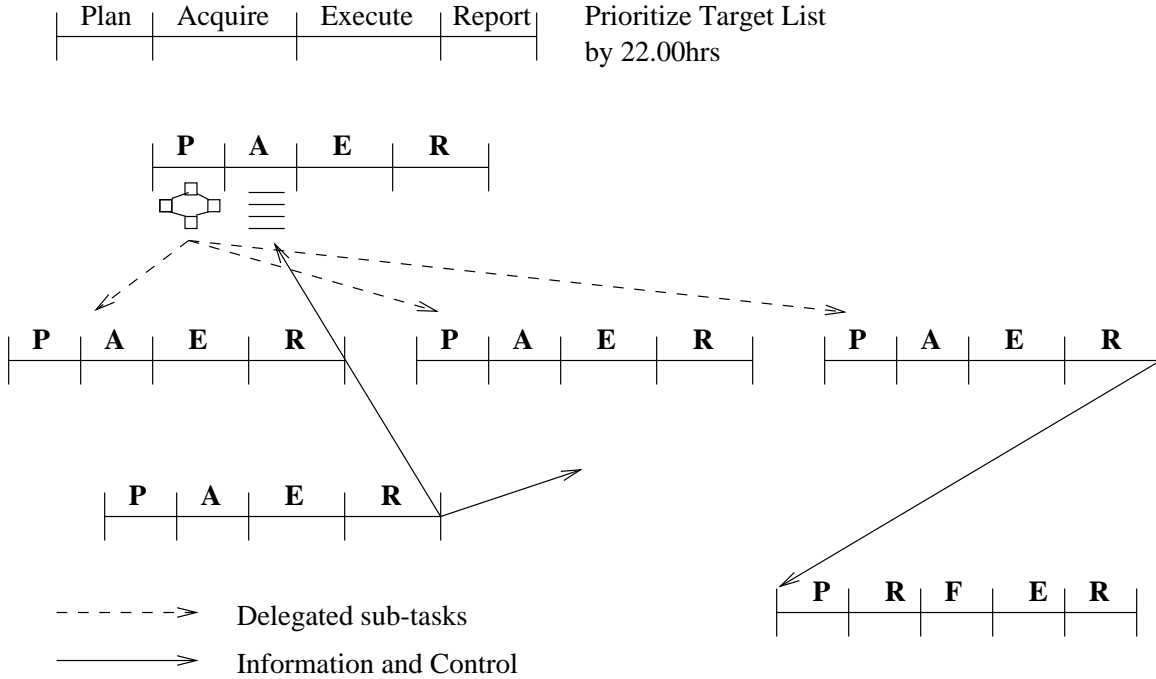 Plan Acquire Execute Report Prioritize Target List
by 22.00hrs
P A E R
P A E R P A E R P A E R
P A E R
P R F E R
Delegated sub-tasks
Information and Control